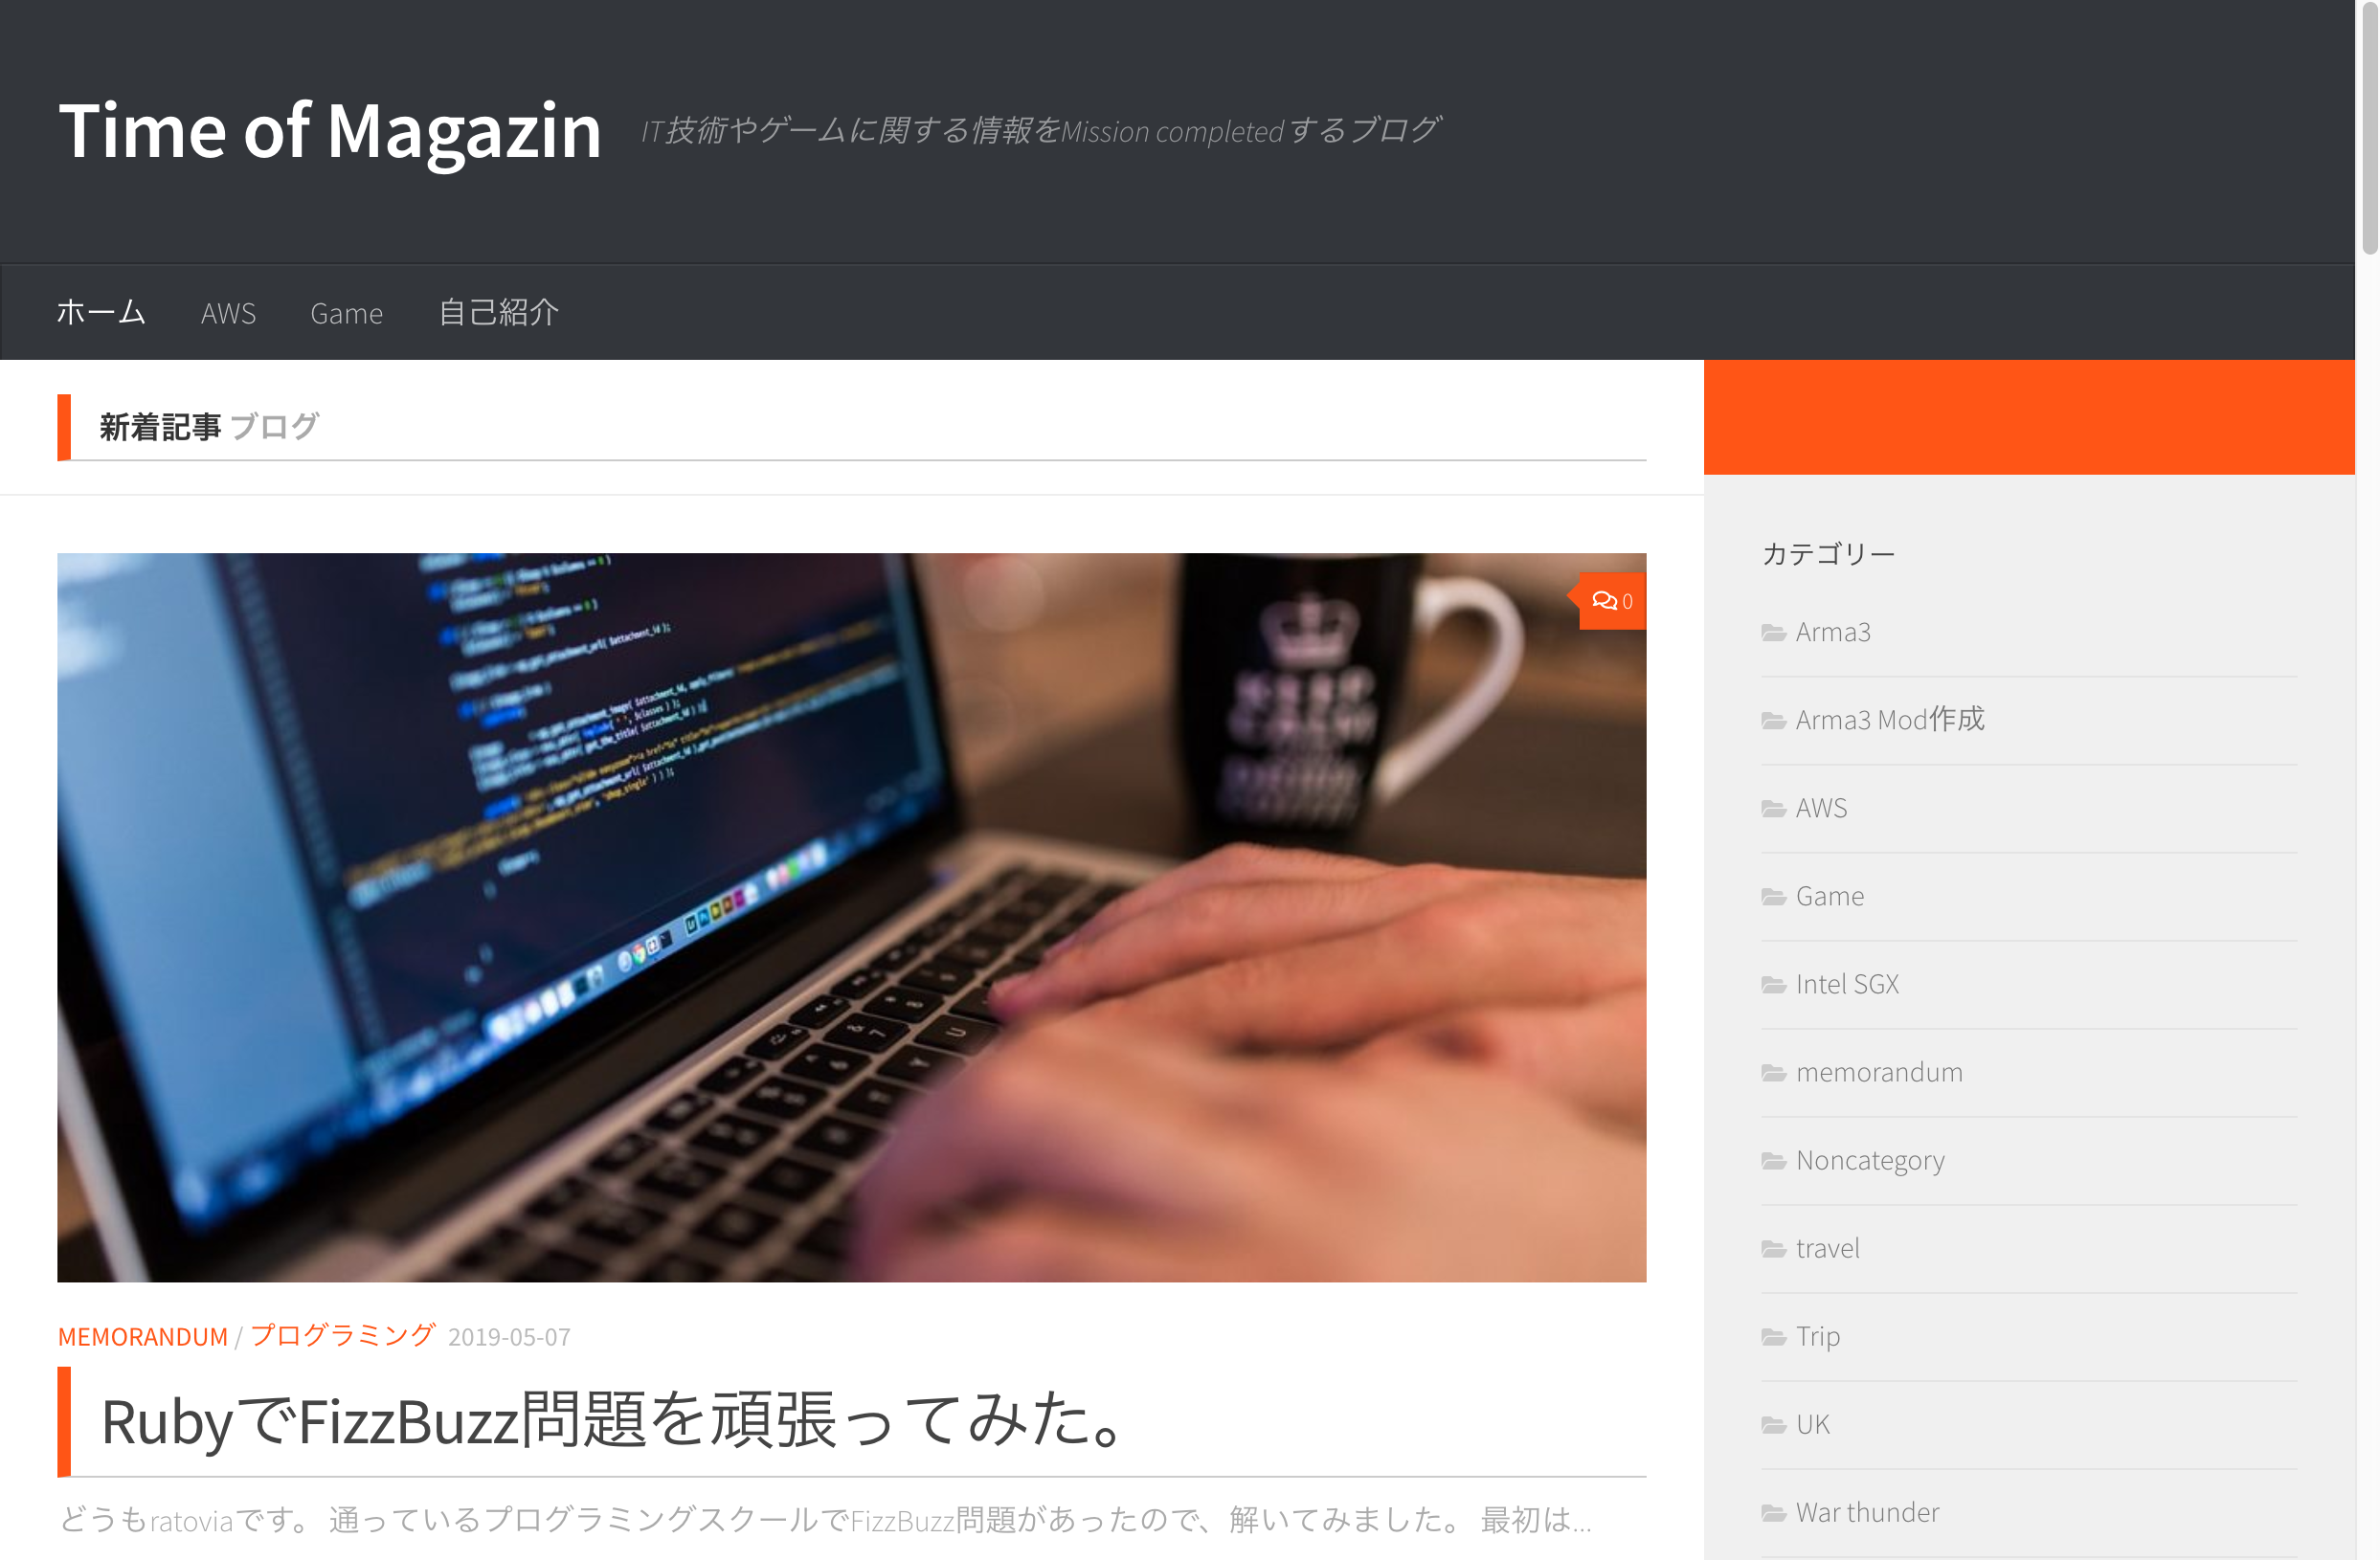 Time of Magazin
IT技術やゲームに関する情報をMission completedするブログ
ホーム AWS Game 自己紹介
新着記事 ブログ
0
MEMORANDUM / プログラミング 2019-05-07
RubyでFizzBuzz問題を頑張ってみた。
どうもratoviaです。 通っているプログラミングスクールでFizzBuzz問題があったので、解いてみました。 最初は...
カテゴリー
Arma3
Arma3 Mod作成
AWS
Game
Intel SGX
memorandum
Noncategory
travel
Trip
UK
War thunder